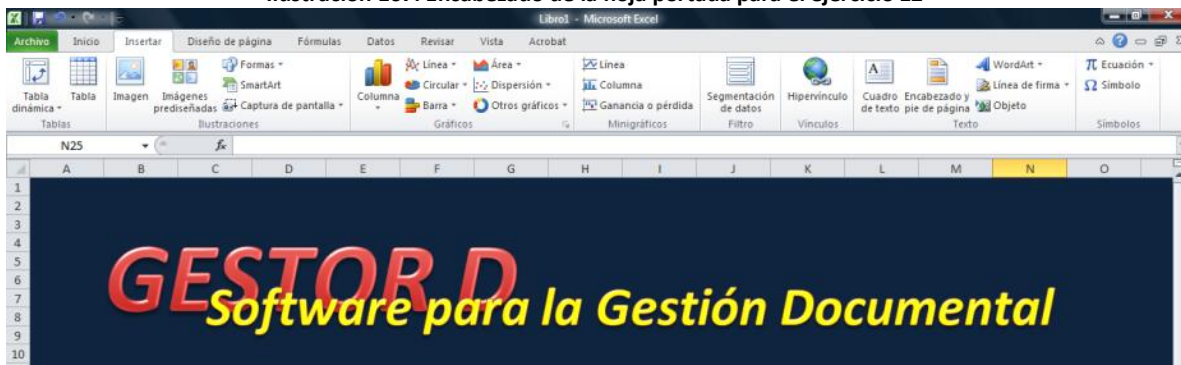 Ilustración 107. Encabezado de la hoja portada para el ejercicio 22
Libro1 - Microsoft Excel
Archivo Inicio Insertar Diseño de página Fórmulas Datos Revisar Vista Acrobat
Tabla dinámica
Tabla
Tablas
Imagen
Imágenes prediseñadas
Formas
SmartArt
Captura de pantalla
Ilustraciones
Columna
Línea
Circular
Barra
Área
Dispersión
Otros gráficos
Gráficos
Línea
Columna
Ganancia o pérdida
Minigráficos
Segmentación de datos
Filtro
Hipervínculo
Vínculos
Cuadro de texto
Encabezado y pie de página
WordArt
Línea de firma
Objeto
Texto
Ecuación
Símbolo
Símbolos
N25 fx
A B C D E F G H I J K L M N O
1
2
3
4
5
6
7
8
9
10
GESTOR D
Software para la Gestión Documental